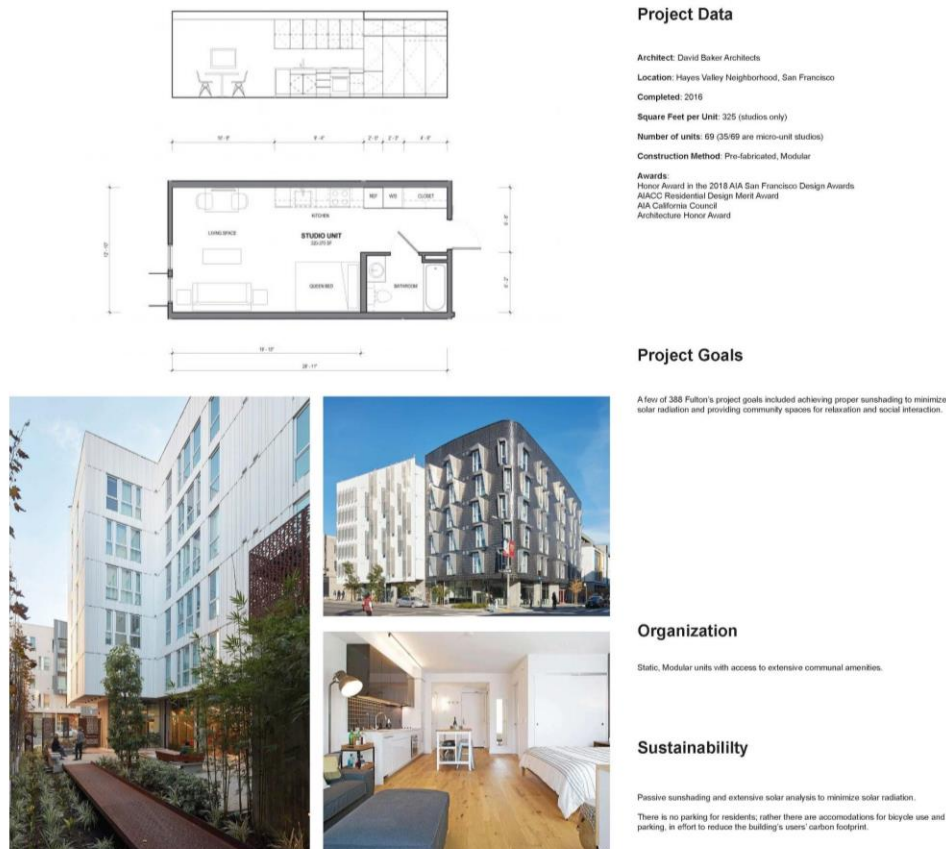 Project Data
Architect: David Baker Architects
Location: Hayes Valley Neighborhood, San Francisco
Completed: 2016
Square Feet per Unit: 325 (studios only)
Number of units: 69 (35/69 are micro-unit studios)
Construction Method: Pre-fabricated, Modular
Awards:
Honor Award in the 2018 AIA San Francisco Design Awards
AIACC Residential Design Merit Award
AIA California Council
Architecture Honor Award
REF
WD
CLOSET
KITCHEN
LIVING SPACE
STUDIO UNIT
QUEEN BED
BATHROOM
Project Goals
A few of 388 Fulton's project goals included achieving proper sunshading to minimize
solar radiation and providing community spaces for relaxation and social interaction.
Organization
Static, Modular units with access to extensive communal amenities.
Sustainabililty
Passive sunshading and extensive solar analysis to minimize solar radiation.
There is no parking for residents; rather there are accomodations for bicycle use and
parking, in effort to reduce the building's users' carbon footprint.